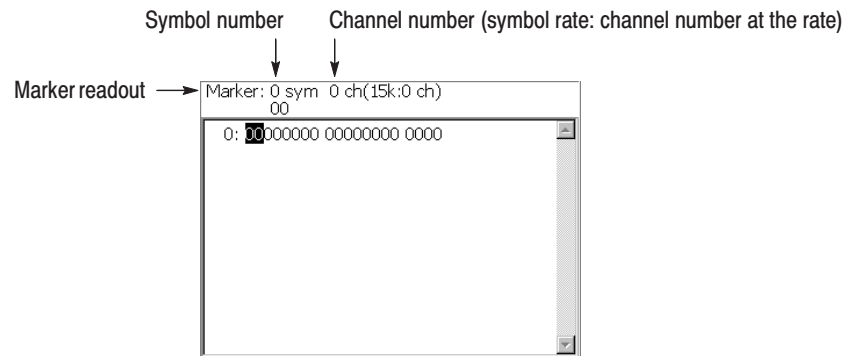 Symbol number Channel number (symbol rate: channel number at the rate)
Marker readout
Marker: 0 sym 0 ch(15k:0 ch)
00
0: 00000000 00000000 0000